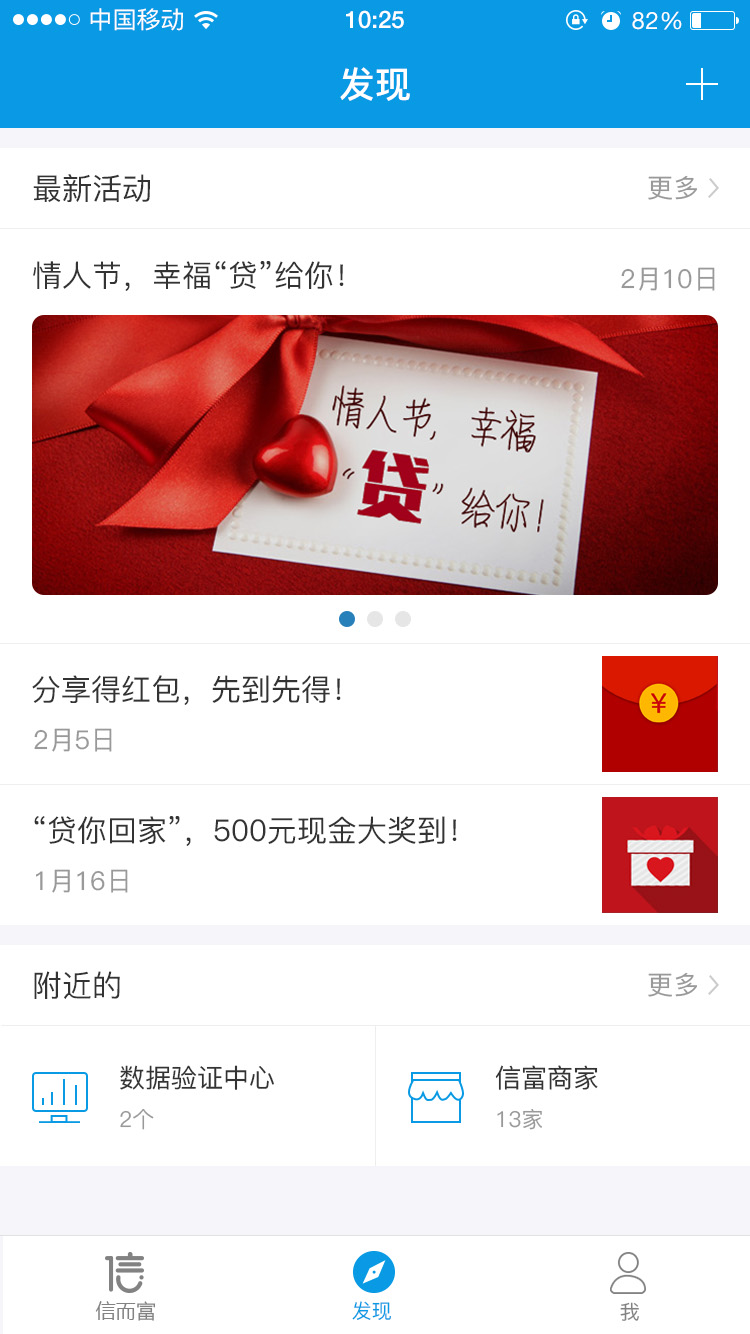 中国移动 10:25 82%
发现
最新活动 更多
情人节，幸福“贷”给你！ 2月10日
情人节，幸福
“贷”给你！
分享得红包，先到先得！
2月5日
¥
“贷你回家”，500元现金大奖到！
1月16日
附近的 更多
数据验证中心 信富商家
2个 13家
信
信而富 发现 我